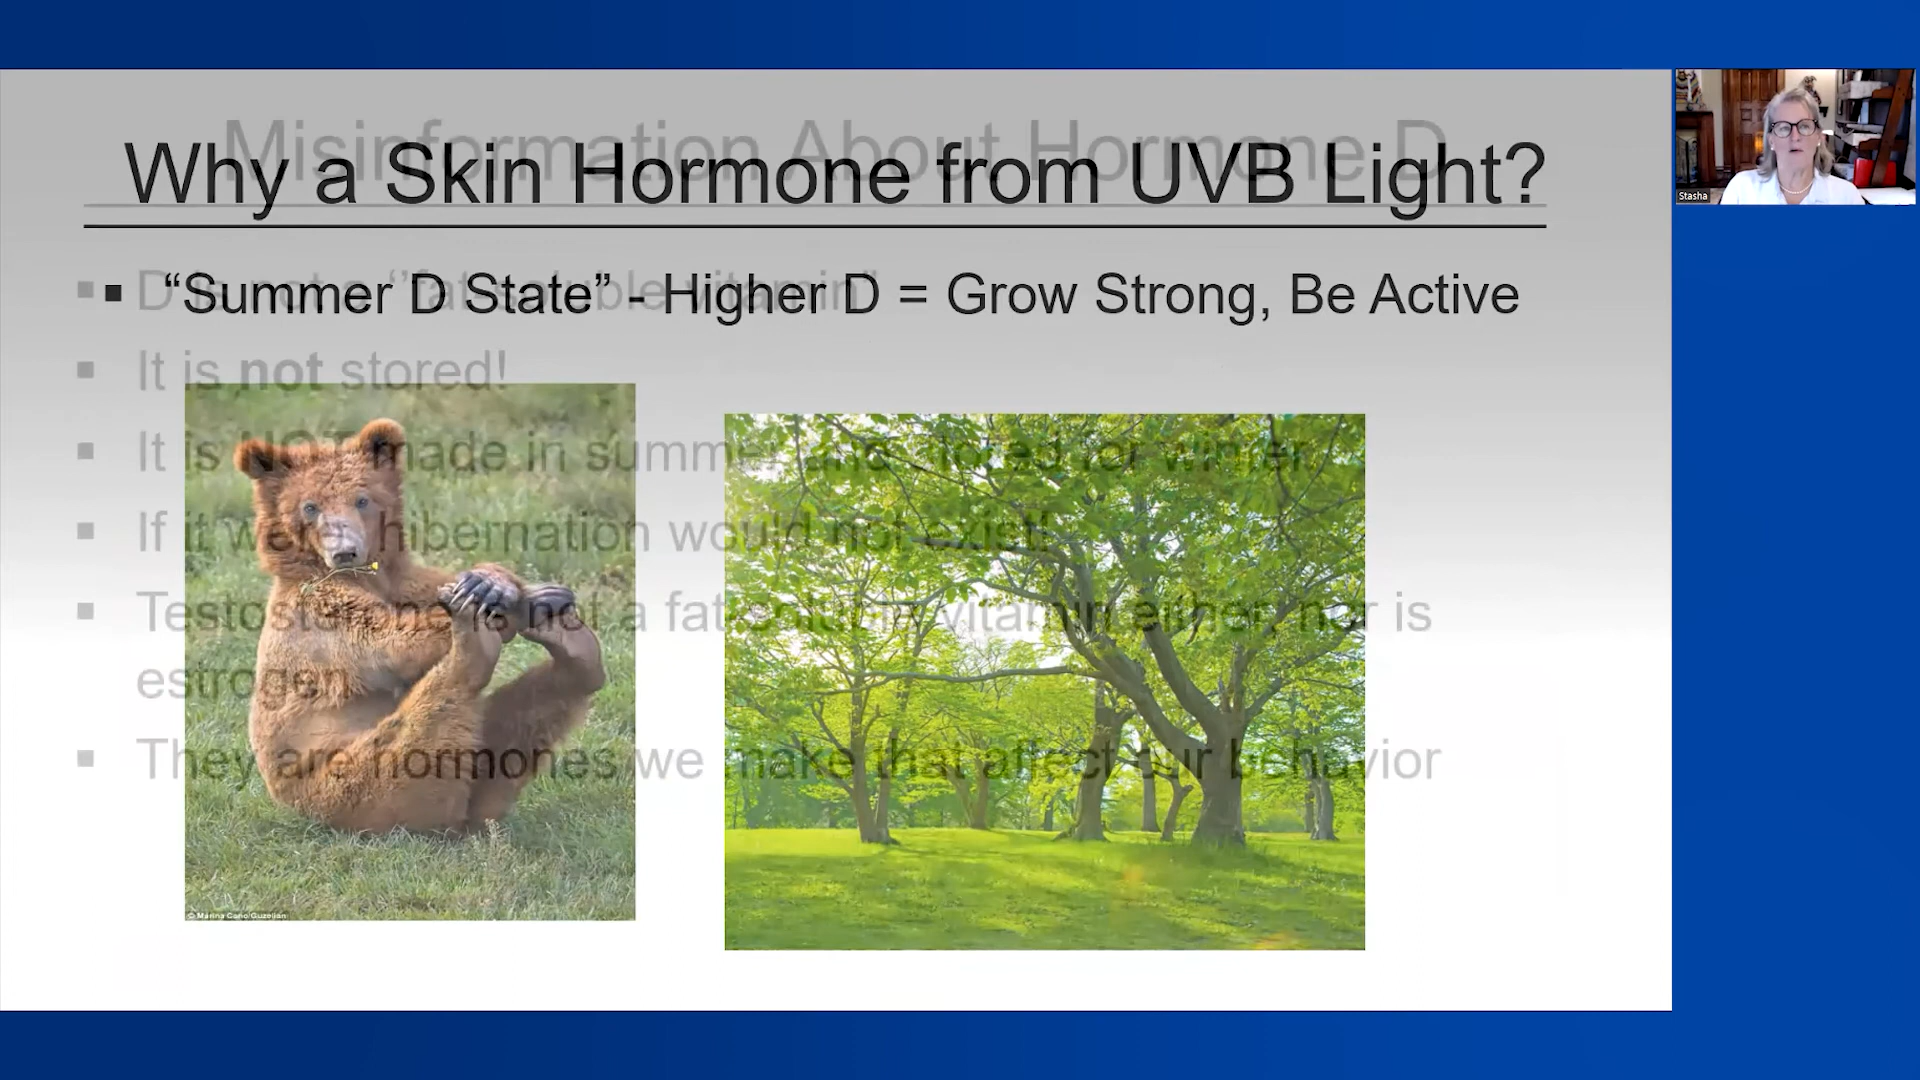 Misinformation About Hormone D
Why a Skin Hormone from UVB Light?
▪ D is not a “fat-soluble vitamin”
▪ “Summer D State” - Higher D = Grow Strong, Be Active
▪ It is not stored!
▪ It is NOT made in summer and stored for winter
▪ If it were, hibernation would not exist!
▪ Testosterone is not a fat-soluble vitamin either, nor is
estrogen
▪ They are hormones we make that affect our behavior
© Marina Cano/Guzelian
Stasha